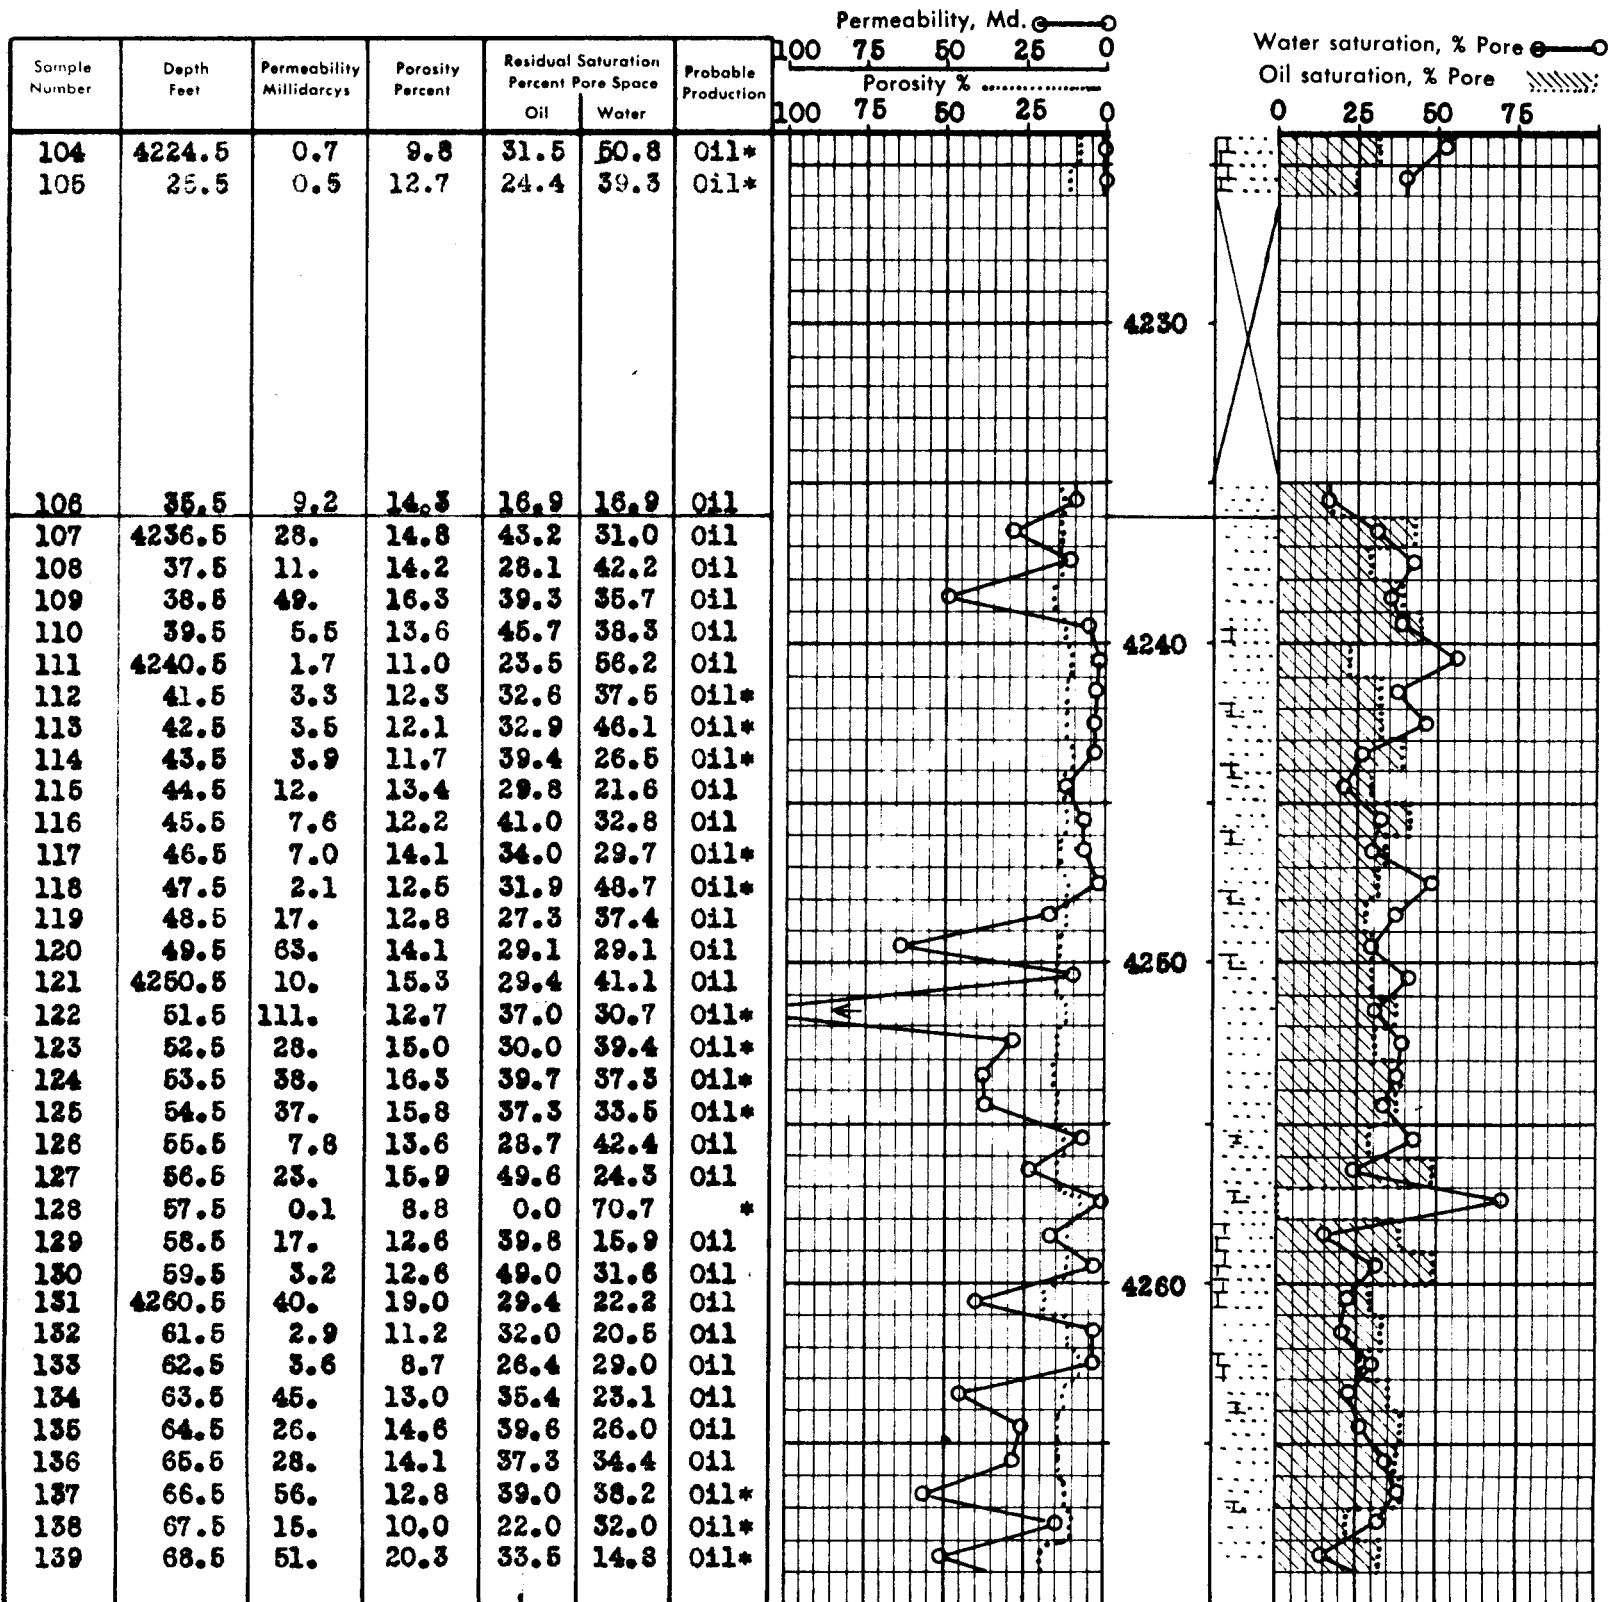 Permeability, Md.
100 75 50 25 0
Porosity %
100 75 50 25 0
Water saturation, % Pore
Oil saturation, % Pore
0 25 50 75
Sample Number Depth Feet Permeability Millidarcys Porosity Percent Residual Saturation Percent Pore Space Oil Water Probable Production
104 4224.5 0.7 9.8 31.5 50.8 Oil*
105 25.5 0.5 12.7 24.4 39.3 Oil*
4230
106 35.5 9.2 14.3 16.9 16.9 Oil
107 4236.5 28. 14.8 43.2 31.0 Oil
108 37.5 11. 14.2 28.1 42.2 Oil
109 38.5 49. 16.3 39.3 35.7 Oil
110 39.5 5.5 13.6 45.7 38.3 Oil
4240
111 4240.5 1.7 11.0 23.5 56.2 Oil
112 41.5 3.3 12.3 32.6 37.5 Oil*
113 42.5 3.5 12.1 32.9 46.1 Oil*
114 43.5 3.9 11.7 39.4 26.5 Oil*
115 44.5 12. 13.4 29.8 21.6 Oil
116 45.5 7.6 12.2 41.0 32.8 Oil
117 46.5 7.0 14.1 34.0 29.7 Oil*
118 47.5 2.1 12.5 31.9 48.7 Oil*
119 48.5 17. 12.8 27.3 37.4 Oil
120 49.5 63. 14.1 29.1 29.1 Oil
4250
121 4250.5 10. 15.3 29.4 41.1 Oil
122 51.5 111. 12.7 37.0 30.7 Oil*
123 52.5 28. 15.0 30.0 39.4 Oil*
124 53.5 38. 16.3 39.7 37.3 Oil*
125 54.5 37. 15.8 37.3 33.5 Oil*
126 55.5 7.8 13.6 28.7 42.4 Oil
127 56.5 23. 15.9 49.6 24.3 Oil
128 57.5 0.1 8.8 0.0 70.7 *
129 58.5 17. 12.6 39.8 15.9 Oil
130 59.5 3.2 12.6 49.0 31.6 Oil
4260
131 4260.5 40. 19.0 29.4 22.2 Oil
132 61.5 2.9 11.2 32.0 20.5 Oil
133 62.5 3.6 8.7 26.4 29.0 Oil
134 63.5 45. 13.0 35.4 23.1 Oil
135 64.5 26. 14.6 39.6 26.0 Oil
136 65.5 28. 14.1 37.3 34.4 Oil
137 66.5 56. 12.8 39.0 38.2 Oil*
138 67.5 15. 10.0 22.0 32.0 Oil*
139 68.5 51. 20.3 33.5 14.8 Oil*